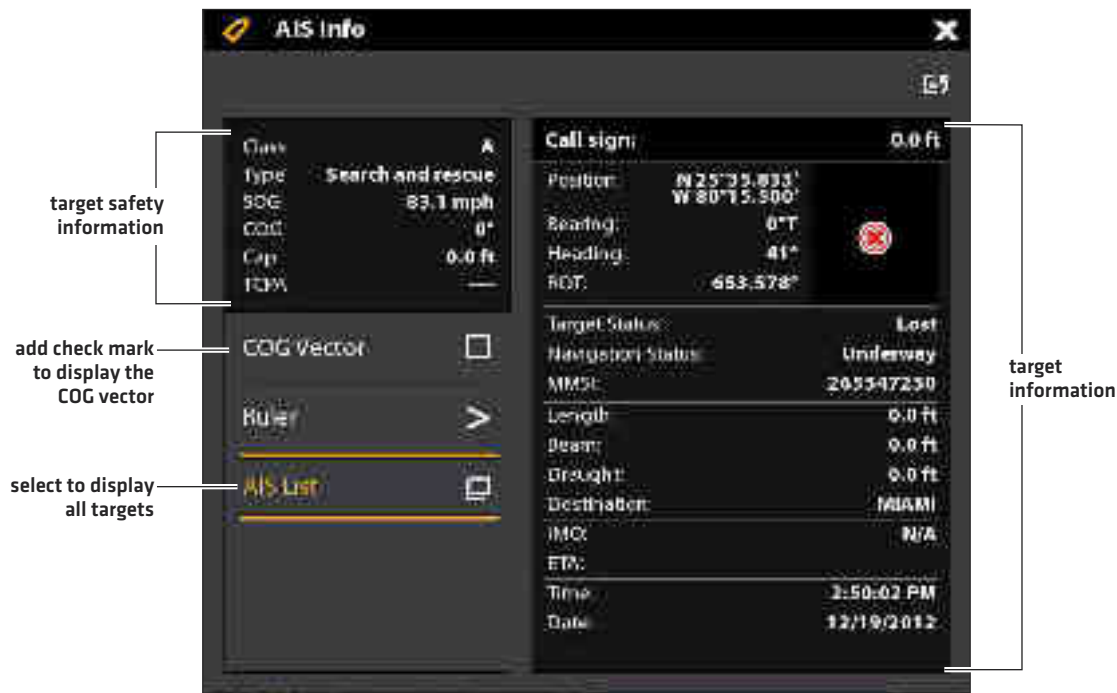 AIS Info
target safety
information
Class A
Type Search and rescue
SOG 83.1 mph
COG 0°
Cap 0.0 ft
TCPA ----
add check mark
to display the
COG vector
COG Vector
Ruler >
select to display
all targets
AIS List
Call sign: 0.0 ft
Position: N 25°35.833'
W 80°15.300'
Bearing: 0°T
Heading: 41°
ROT: 653.578°
Target Status: Lost
Navigation Status: Underway
MMSI: 265547250
Length 0.0 ft
Beam: 0.0 ft
Draught: 0.0 ft
Destination: MIAMI
IMO: N/A
ETA:
Time 2:50:02 PM
Date: 12/19/2012
target
information